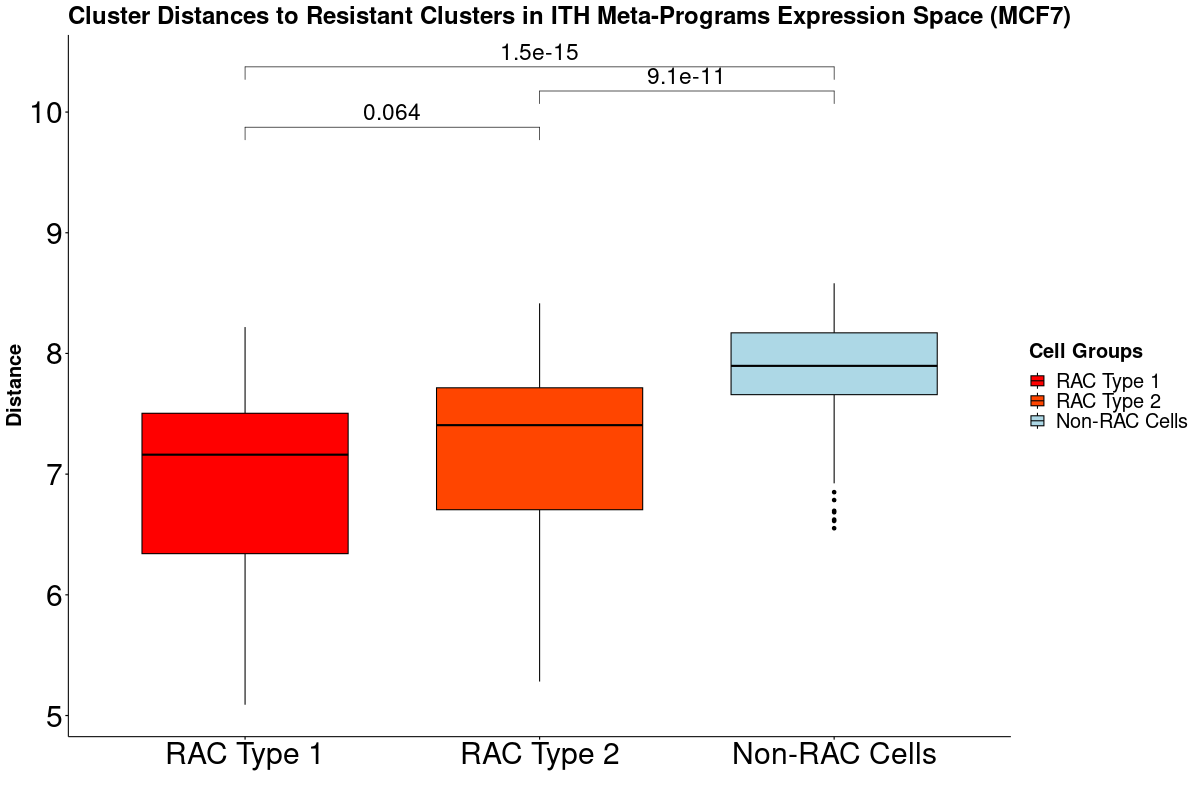 Cluster Distances to Resistant Clusters in ITH Meta-Programs Expression Space (MCF7)
1.5e-15
9.1e-11
0.064
10
9
8
7
6
5
Distance
RAC Type 1
RAC Type 2
Non-RAC Cells
Cell Groups
RAC Type 1
RAC Type 2
Non-RAC Cells